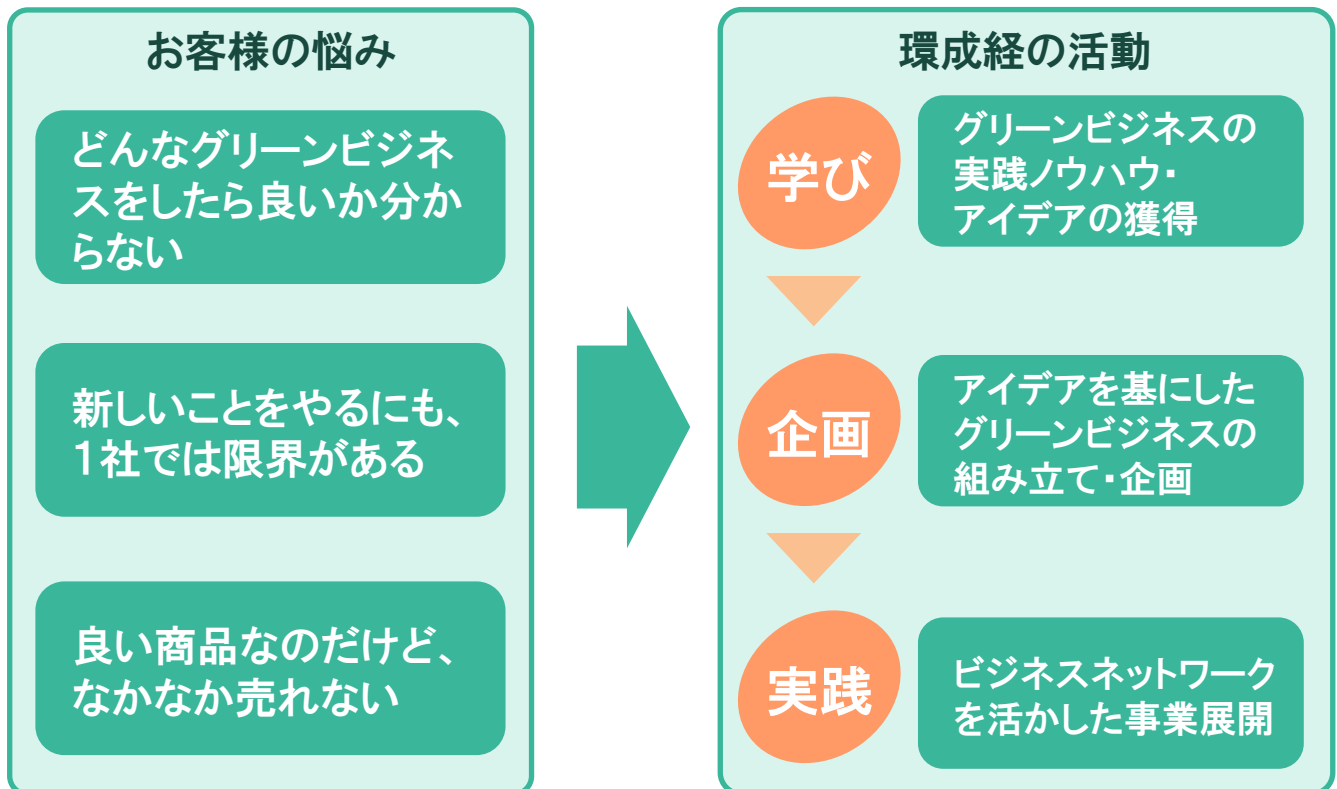 お客様の悩み
どんなグリーンビジネ
スをしたら良いか分か
らない
新しいことをやるにも、
1社では限界がある
良い商品なのだけど、
なかなか売れない
環成経の活動
学び
グリーンビジネスの
実践ノウハウ・
アイデアの獲得
企画
アイデアを基にした
グリーンビジネスの
組み立て・企画
実践
ビジネスネットワーク
を活かした事業展開